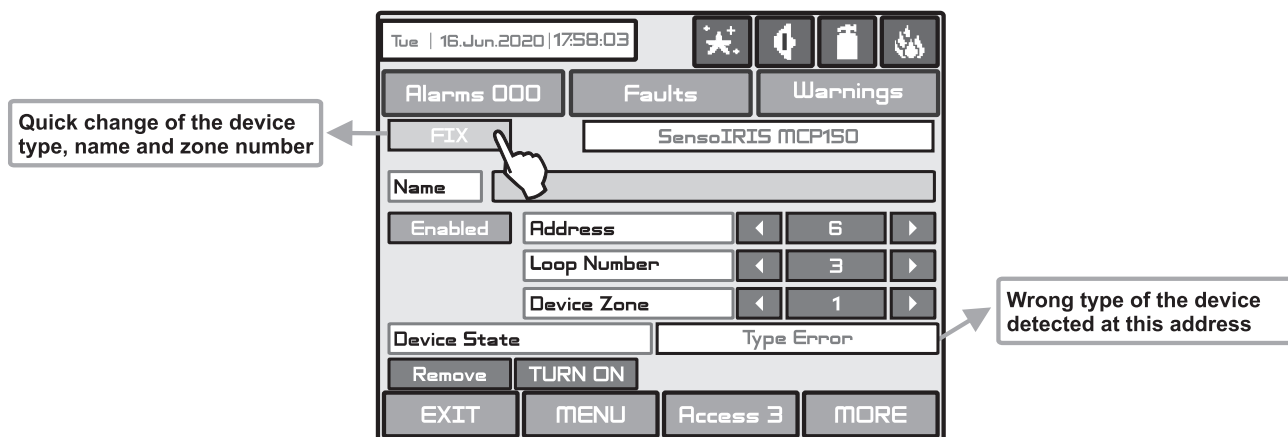 Tue | 16.Jun.2020 | 17:58:03
Alarms 000 Faults Warnings
Quick change of the device
type, name and zone number
FIX SensoIRIS MCP150
Name
Enabled Address 6
Loop Number 3
Device Zone 1
Device State Type Error
Wrong type of the device
detected at this address
Remove TURN ON
EXIT MENU Access 3 MORE